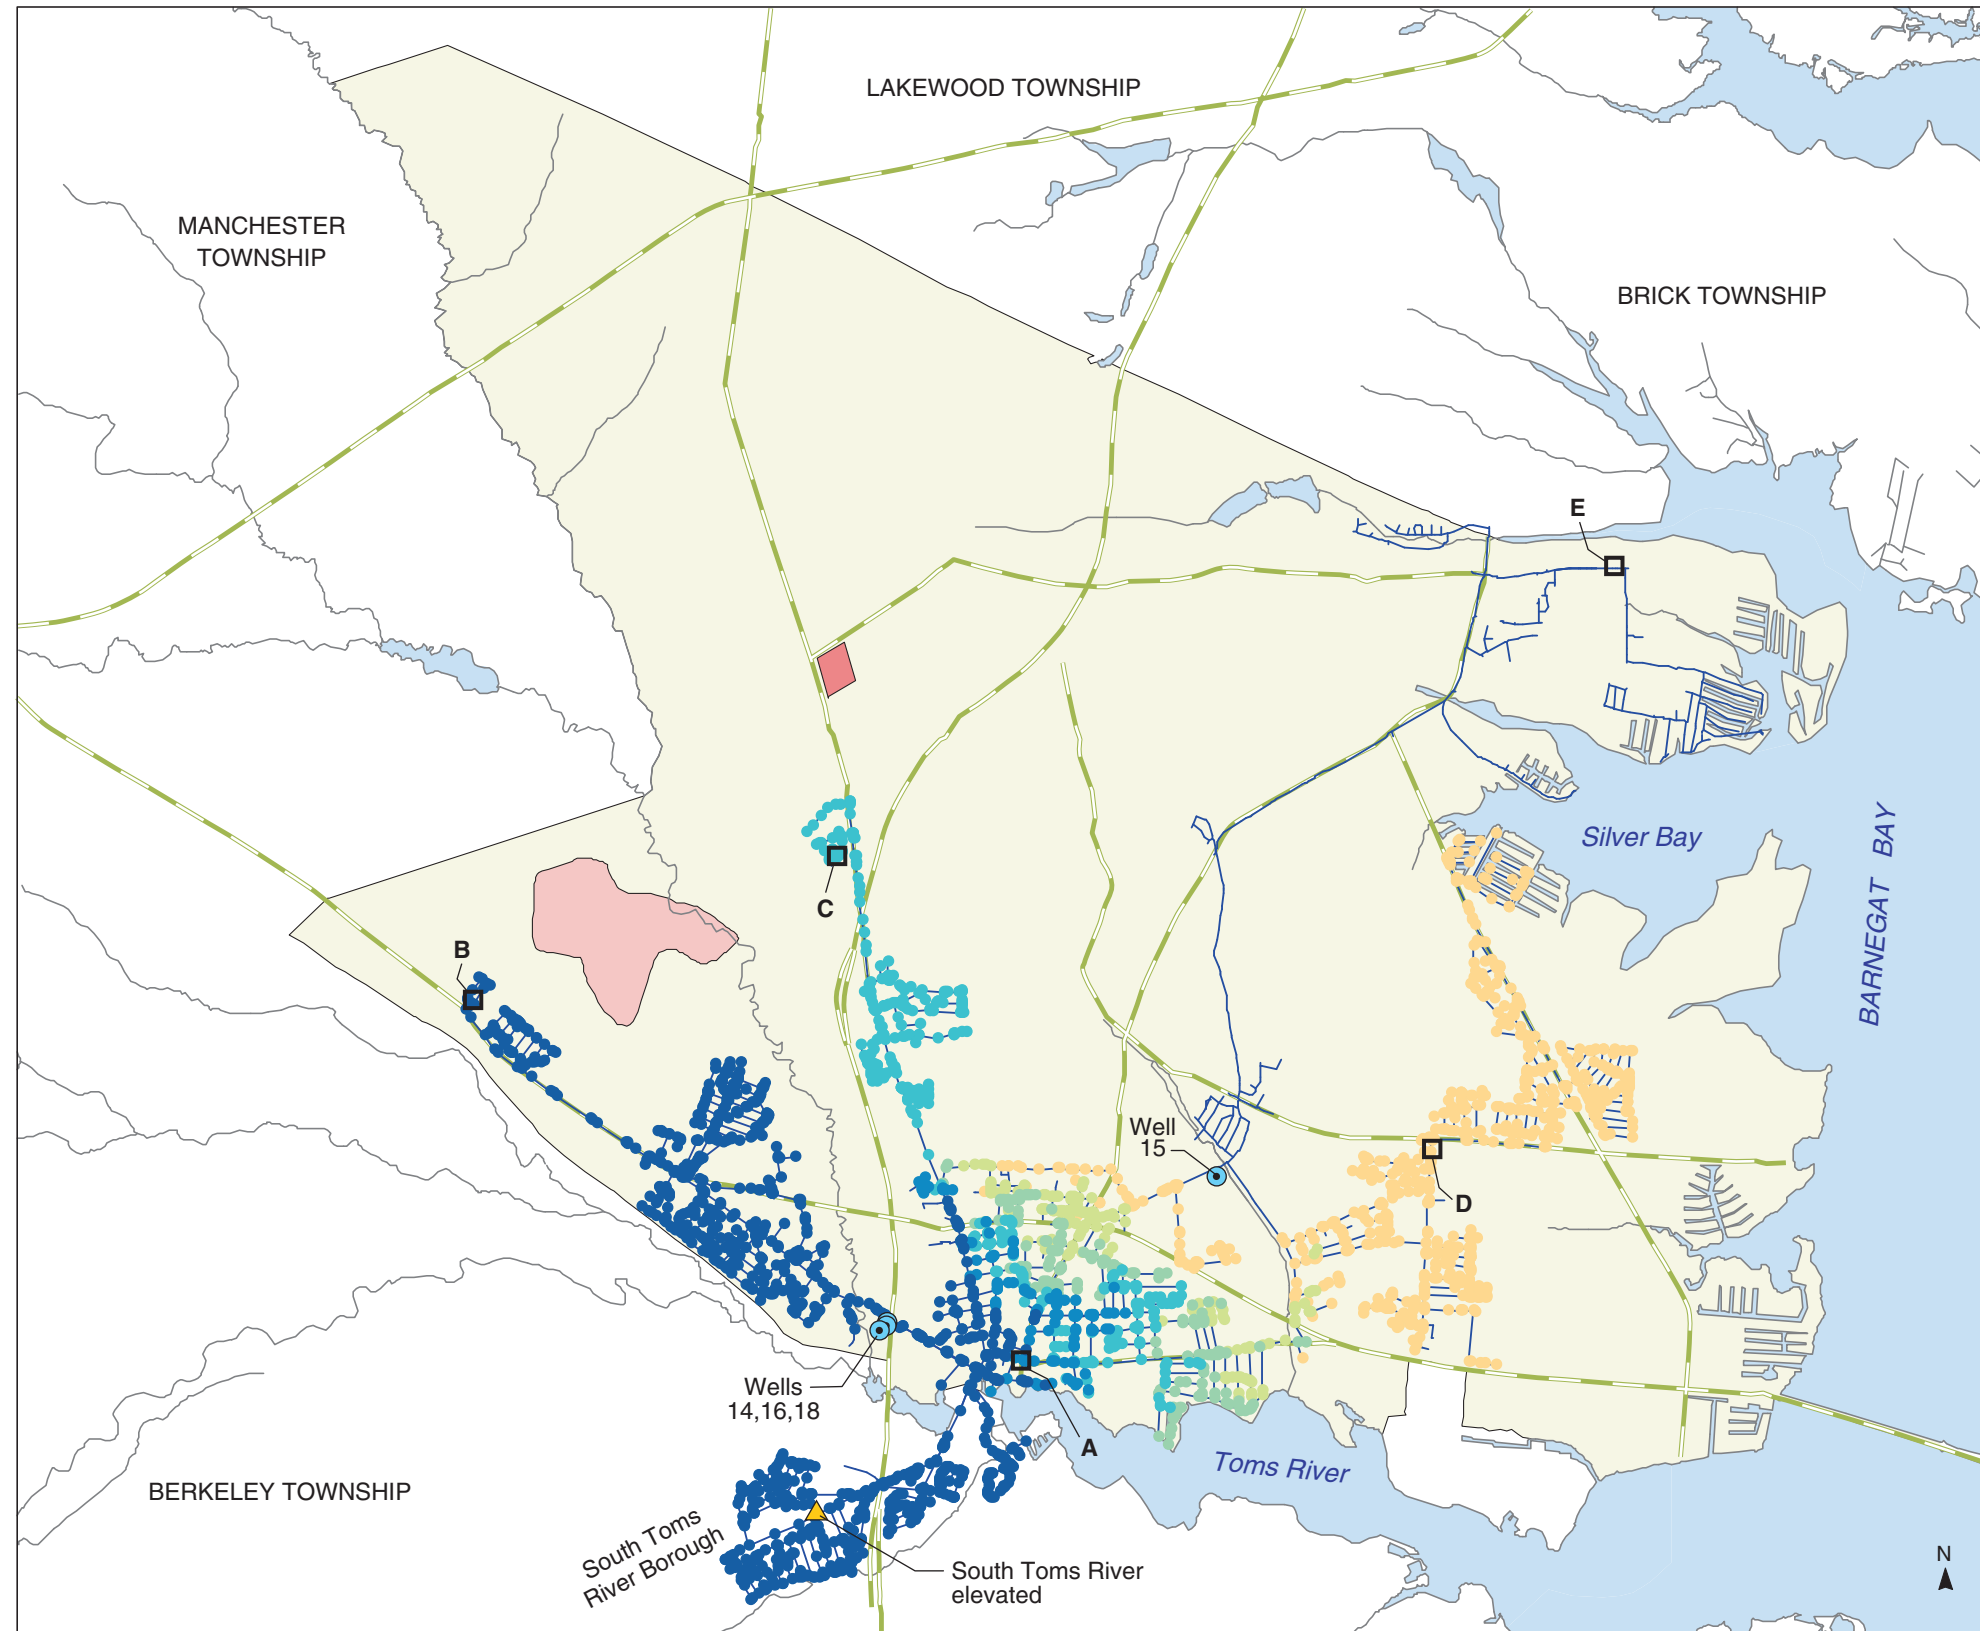 LAKEWOOD TOWNSHIP
MANCHESTER
TOWNSHIP
BRICK TOWNSHIP
E
Silver Bay
BARNEGAT BAY
C
B
Well
15
D
Wells
14,16,18
A
Toms River
BERKELEY TOWNSHIP
South Toms
River Borough
South Toms River
elevated
N